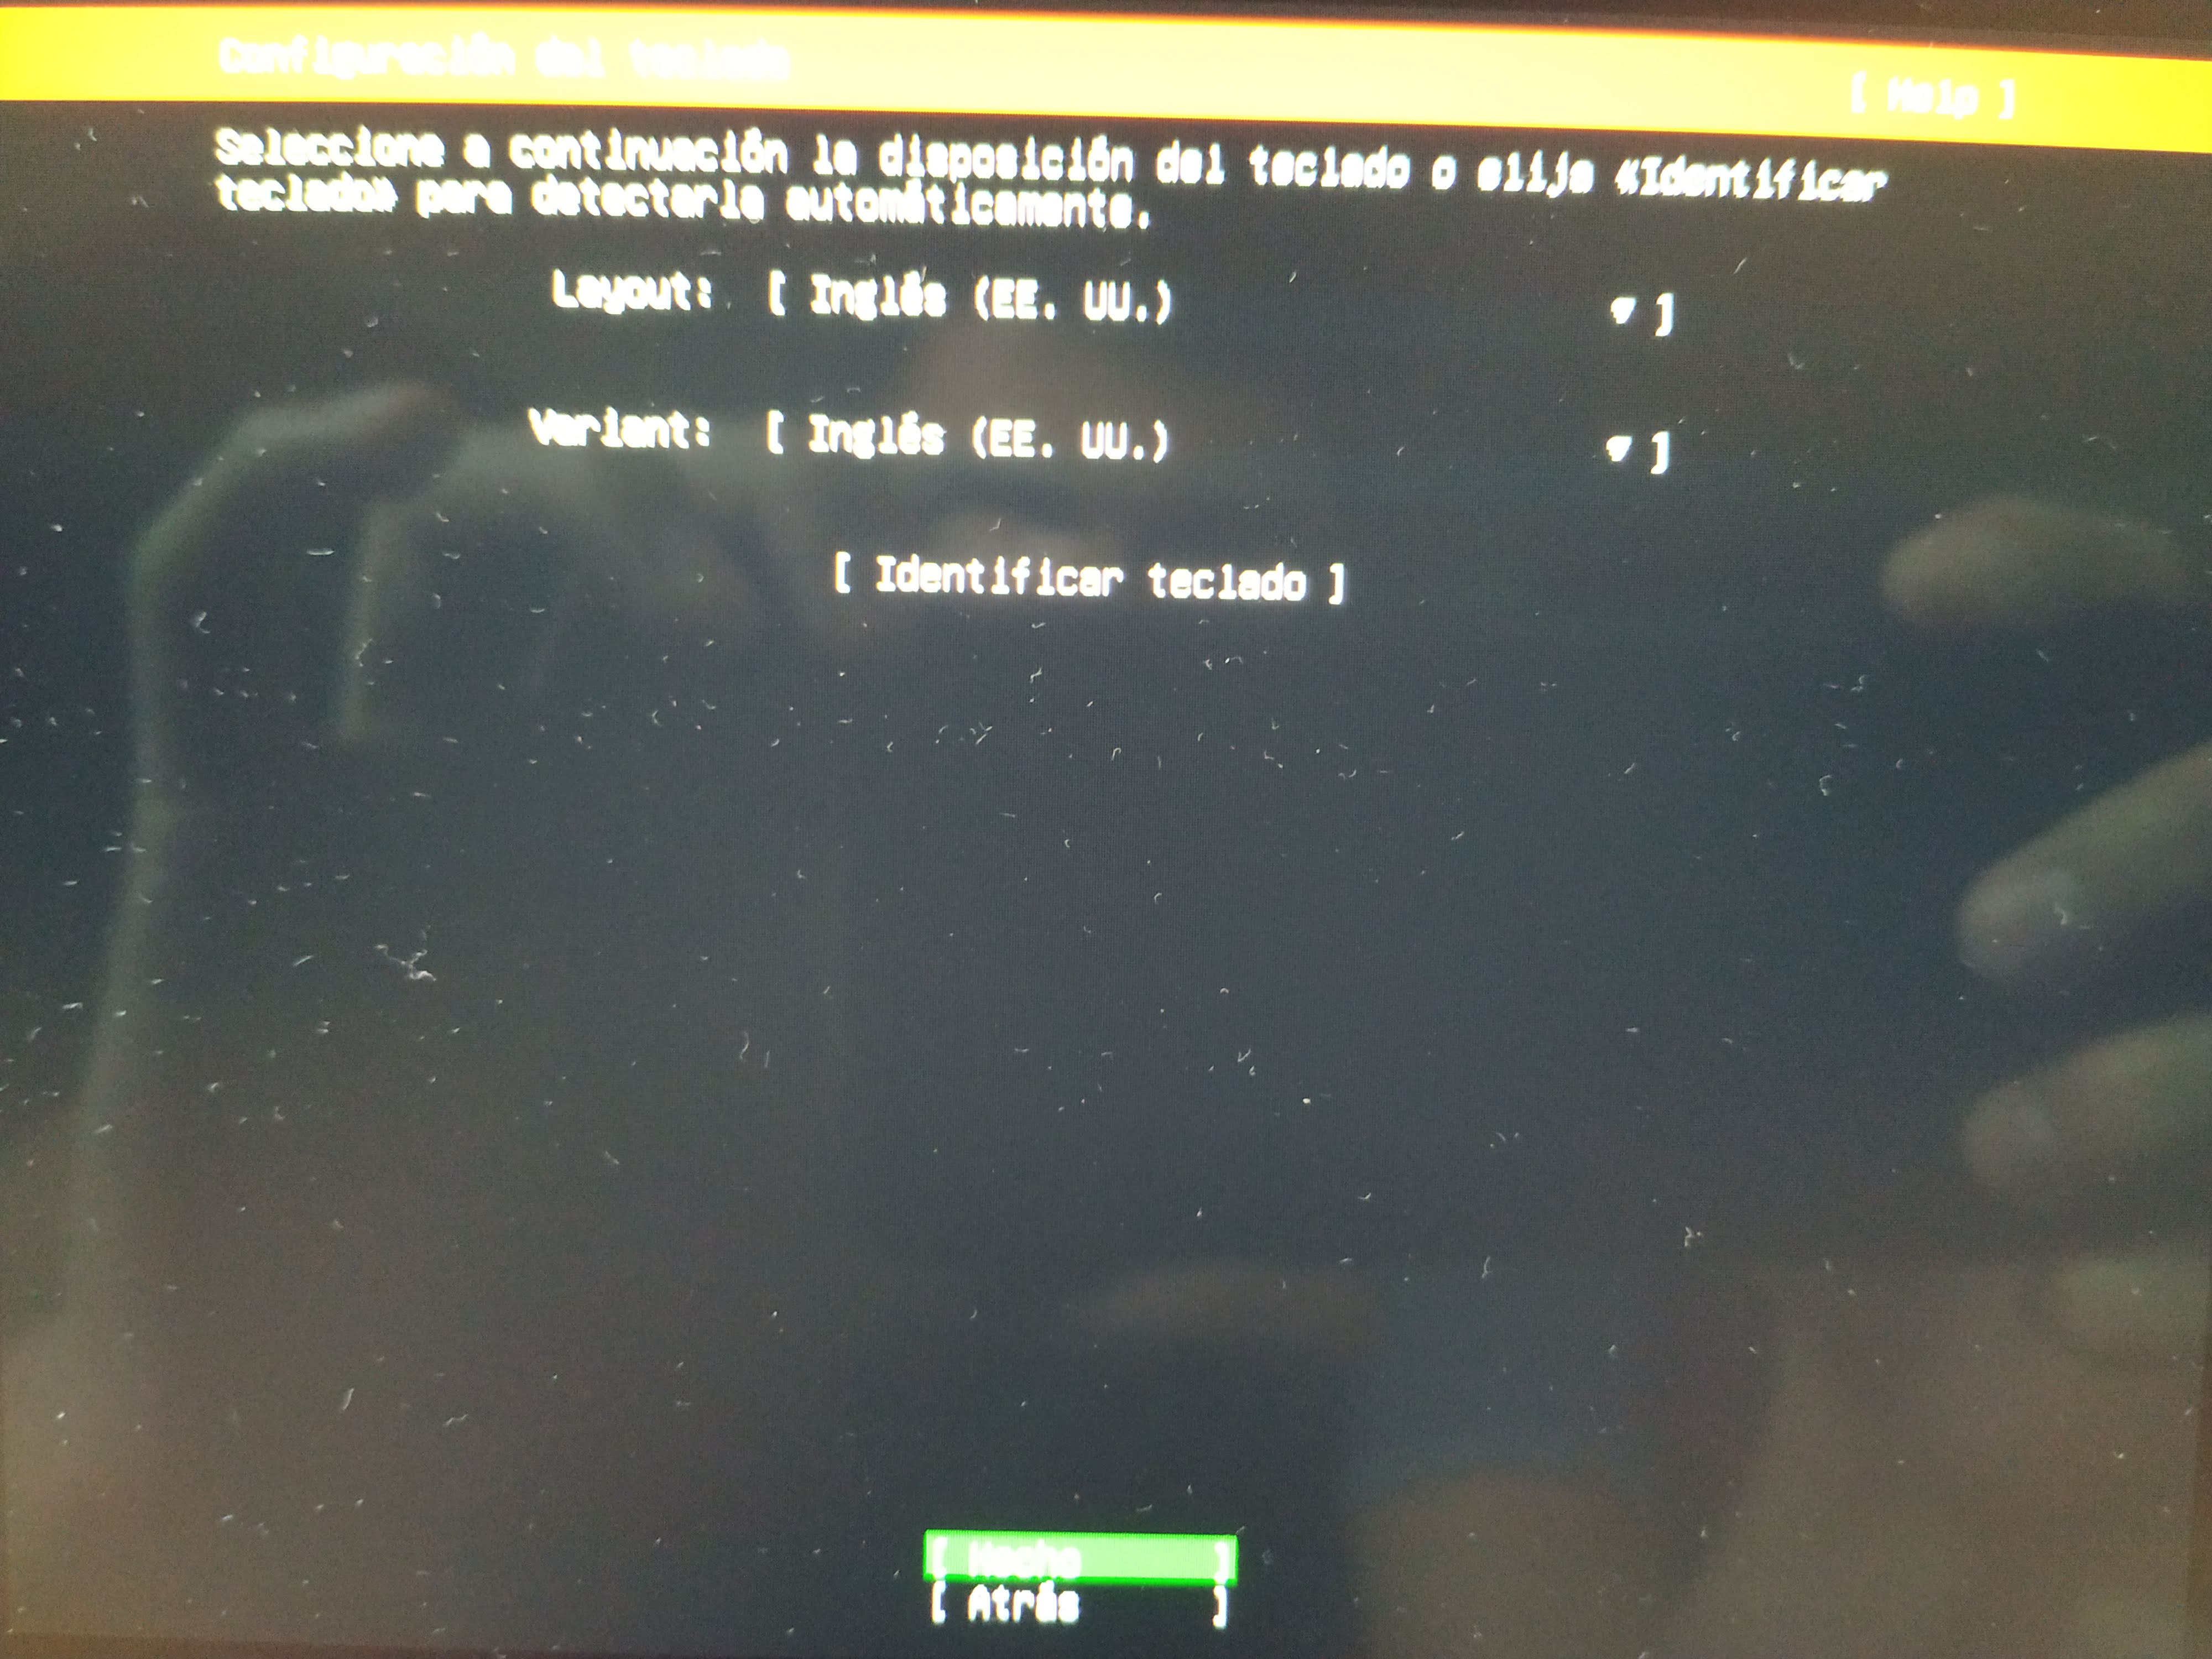 Configuración del teclado
[ Help ]
Seleccione a continuación la disposición del teclado o elija «Identificar
teclado» para detectarla automáticamente.
Layout: [ Inglés (EE. UU.) ▾ ]
Variant: [ Inglés (EE. UU.) ▾ ]
[ Identificar teclado ]
[ Hecho ]
[ Atrás ]